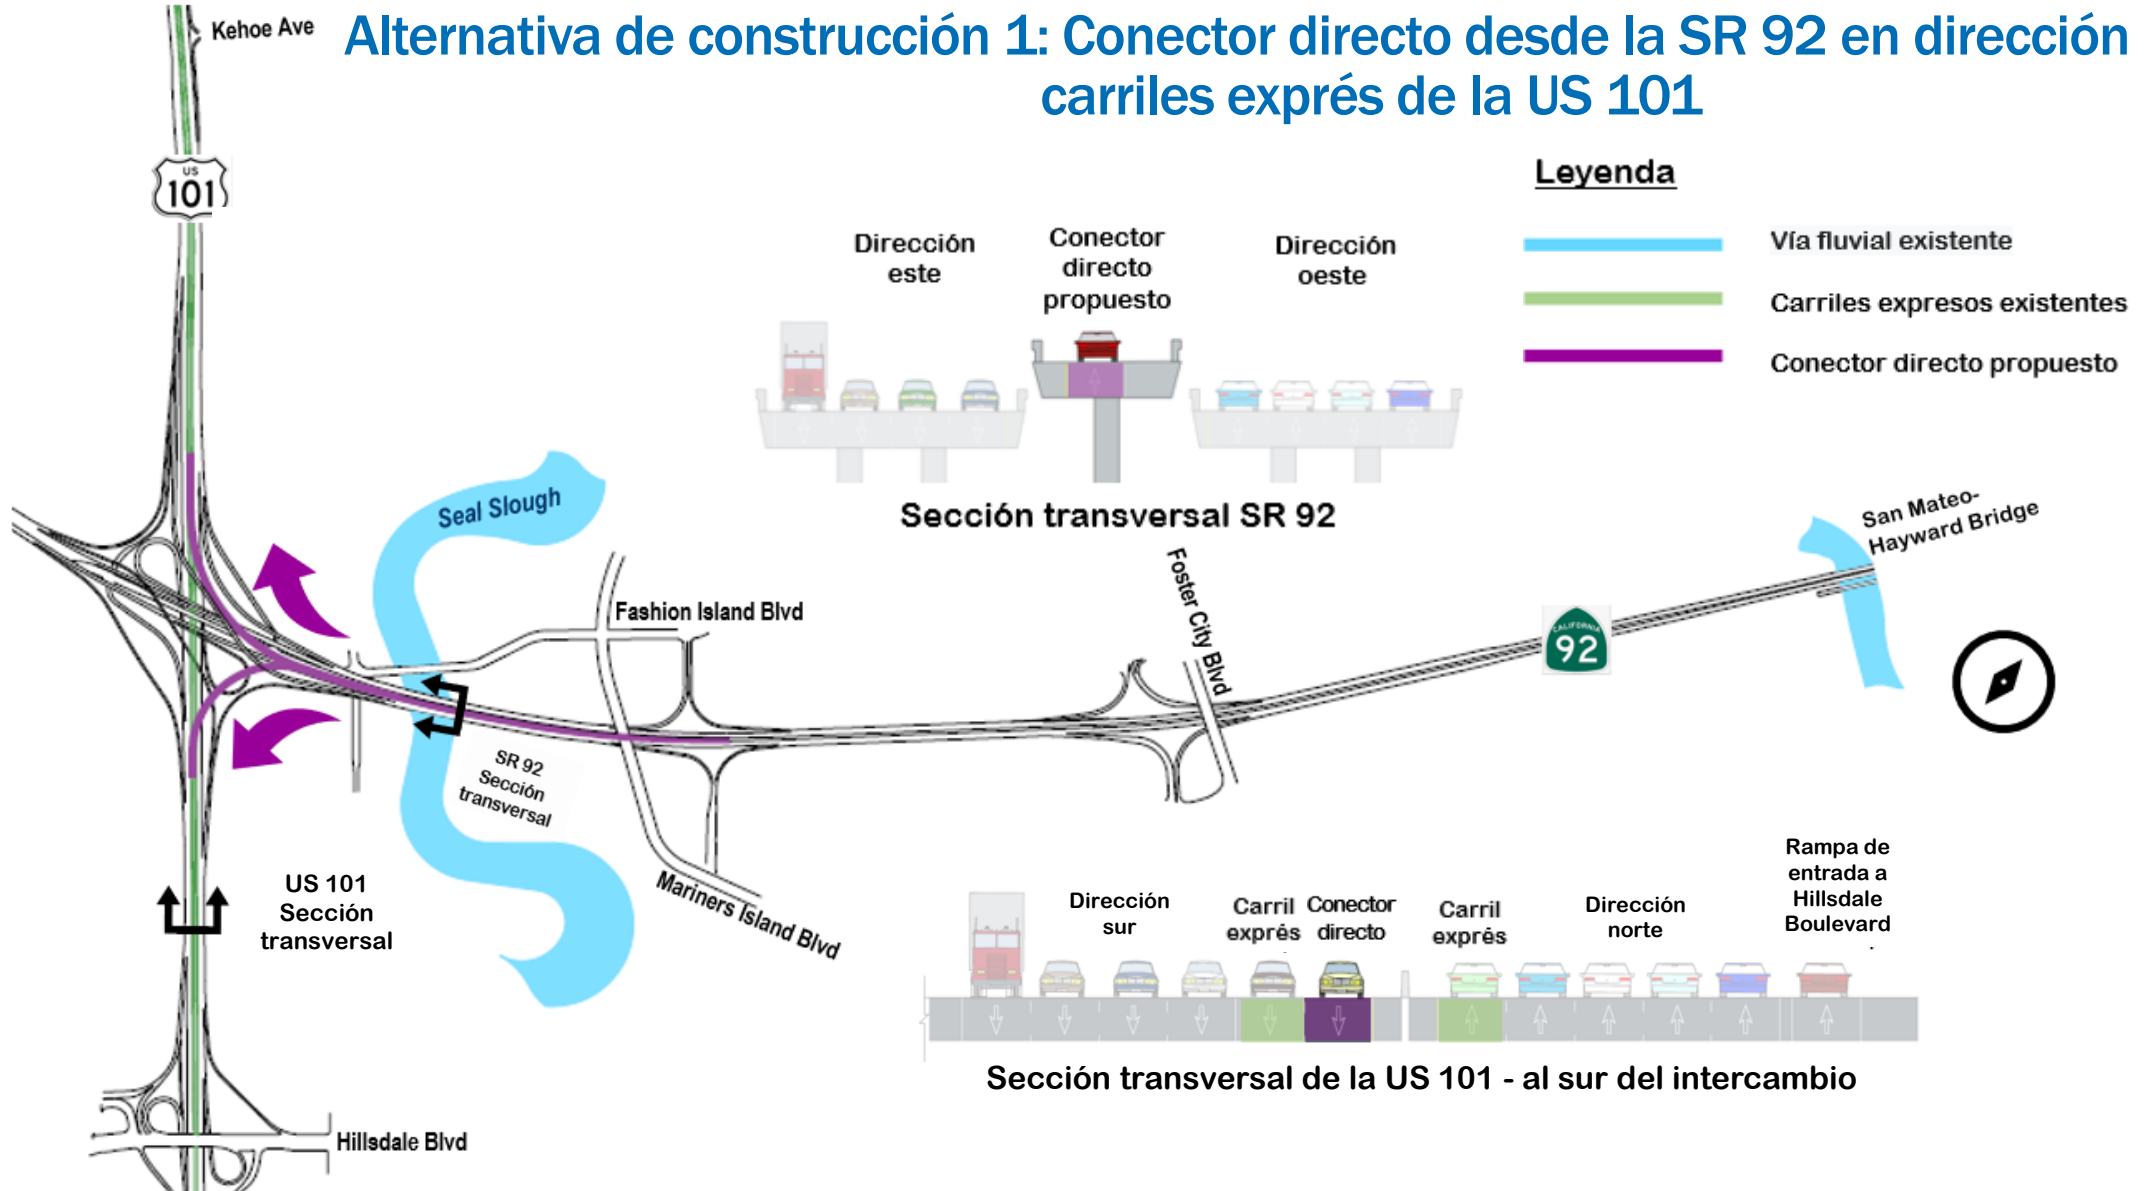 Kehoe Ave
Alternativa de construcción 1: Conector directo desde la SR 92 en dirección
carriles exprés de la US 101
US
101
Leyenda
Vía fluvial existente
Carriles expresos existentes
Conector directo propuesto
Dirección
este
Conector
directo
propuesto
Dirección
oeste
Sección transversal SR 92
Seal Slough
San Mateo-
Hayward Bridge
Fashion Island Blvd
Foster City Blvd
CALIFORNIA
92
SR 92
Sección
transversal
US 101
Sección
transversal
Mariners Island Blvd
Dirección
sur
Carril
exprés
Conector
directo
Carril
exprés
Dirección
norte
Rampa de
entrada a
Hillsdale
Boulevard
Sección transversal de la US 101 - al sur del intercambio
Hillsdale Blvd